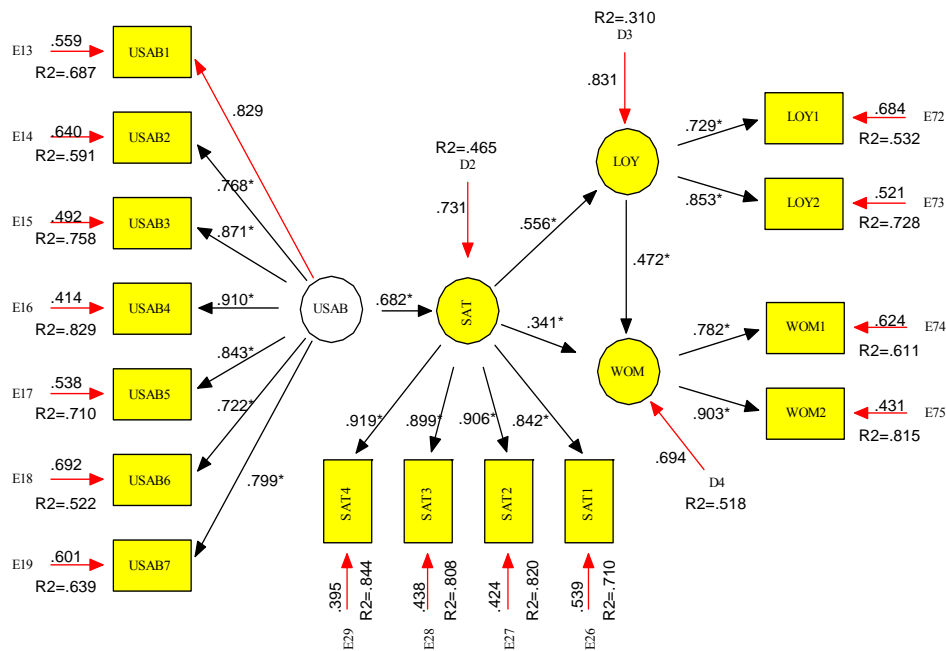 E13 .559 USAB1
R2=.687
.829
E14 .640 USAB2
R2=.591
.768*
E15 .492 USAB3
R2=.758
.871*
E16 .414 USAB4
R2=.829
.910*
E17 .538 USAB5
R2=.710
.843*
E18 .692 USAB6
R2=.522
.722*
E19 .601 USAB7
R2=.639
.799*
USAB
.682*
R2=.465
D2
.731
SAT
.556*
.341*
.919*
.899*
.906*
.842*
SAT4
SAT3
SAT2
SAT1
.395
R2=.844
E29
.438
R2=.808
E28
.424
R2=.820
E27
.539
R2=.710
E26
R2=.310
D3
.831
LOY
.729*
.853*
LOY1 .684 E72
R2=.532
LOY2 .521 E73
R2=.728
.472*
WOM
.782*
.903*
WOM1 .624 E74
R2=.611
WOM2 .431 E75
R2=.815
.694
D4
R2=.518